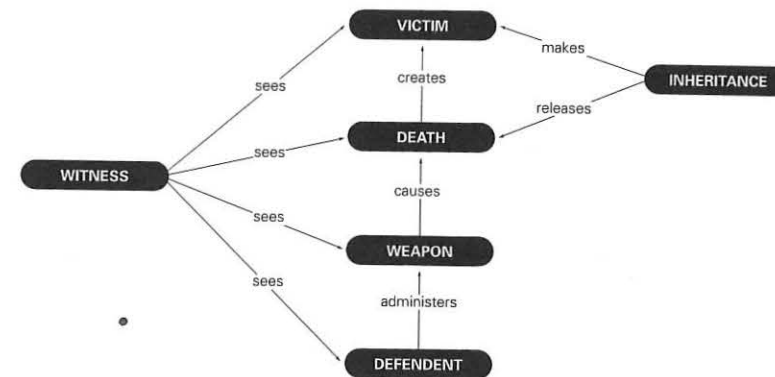 VICTIM
makes
sees
creates
INHERITANCE
releases
DEATH
sees
WITNESS
causes
sees
WEAPON
sees
administers
DEFENDENT